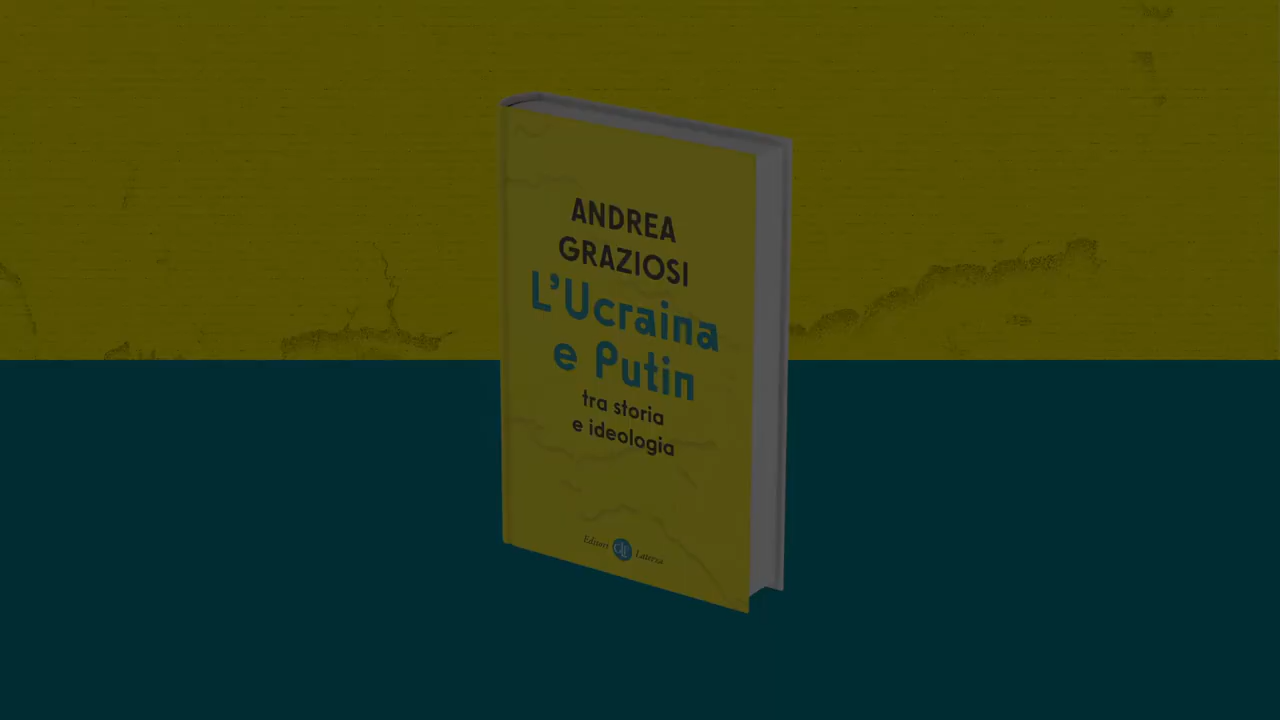 ANDREA
GRAZIOSI
L'Ucraina
e Putin
tra storia
e ideologia
Editori Laterza